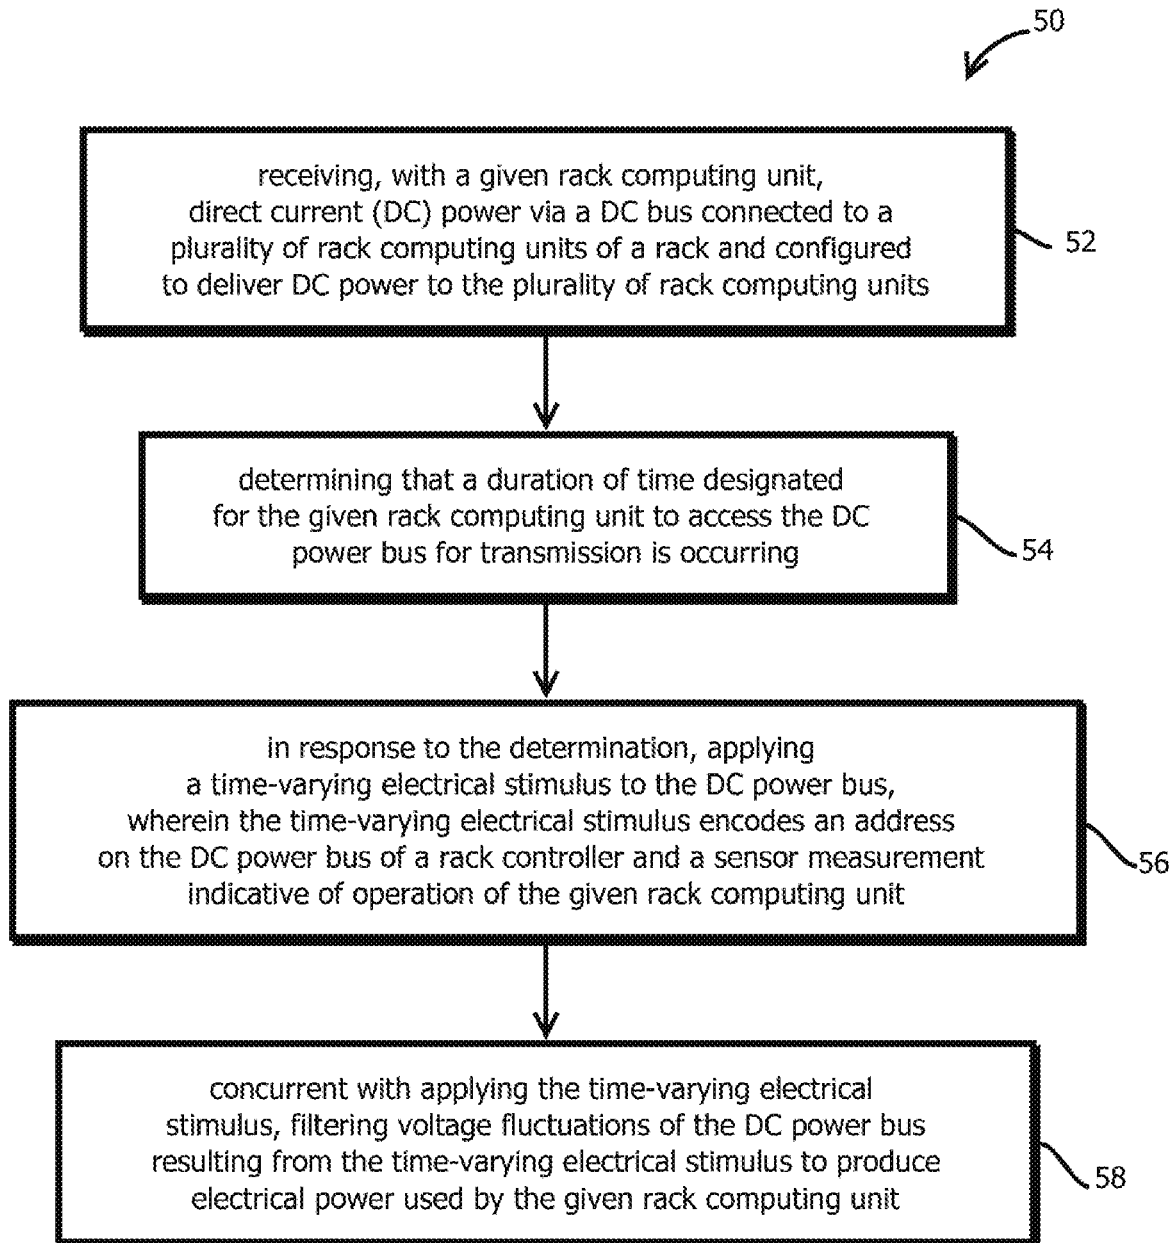 50
receiving, with a given rack computing unit,
direct current (DC) power via a DC bus connected to a
plurality of rack computing units of a rack and configured
to deliver DC power to the plurality of rack computing units
52
determining that a duration of time designated
for the given rack computing unit to access the DC
power bus for transmission is occurring
54
in response to the determination, applying
a time-varying electrical stimulus to the DC power bus,
wherein the time-varying electrical stimulus encodes an address
on the DC power bus of a rack controller and a sensor measurement
indicative of operation of the given rack computing unit
56
concurrent with applying the time-varying electrical
stimulus, filtering voltage fluctuations of the DC power bus
resulting from the time-varying electrical stimulus to produce
electrical power used by the given rack computing unit
58